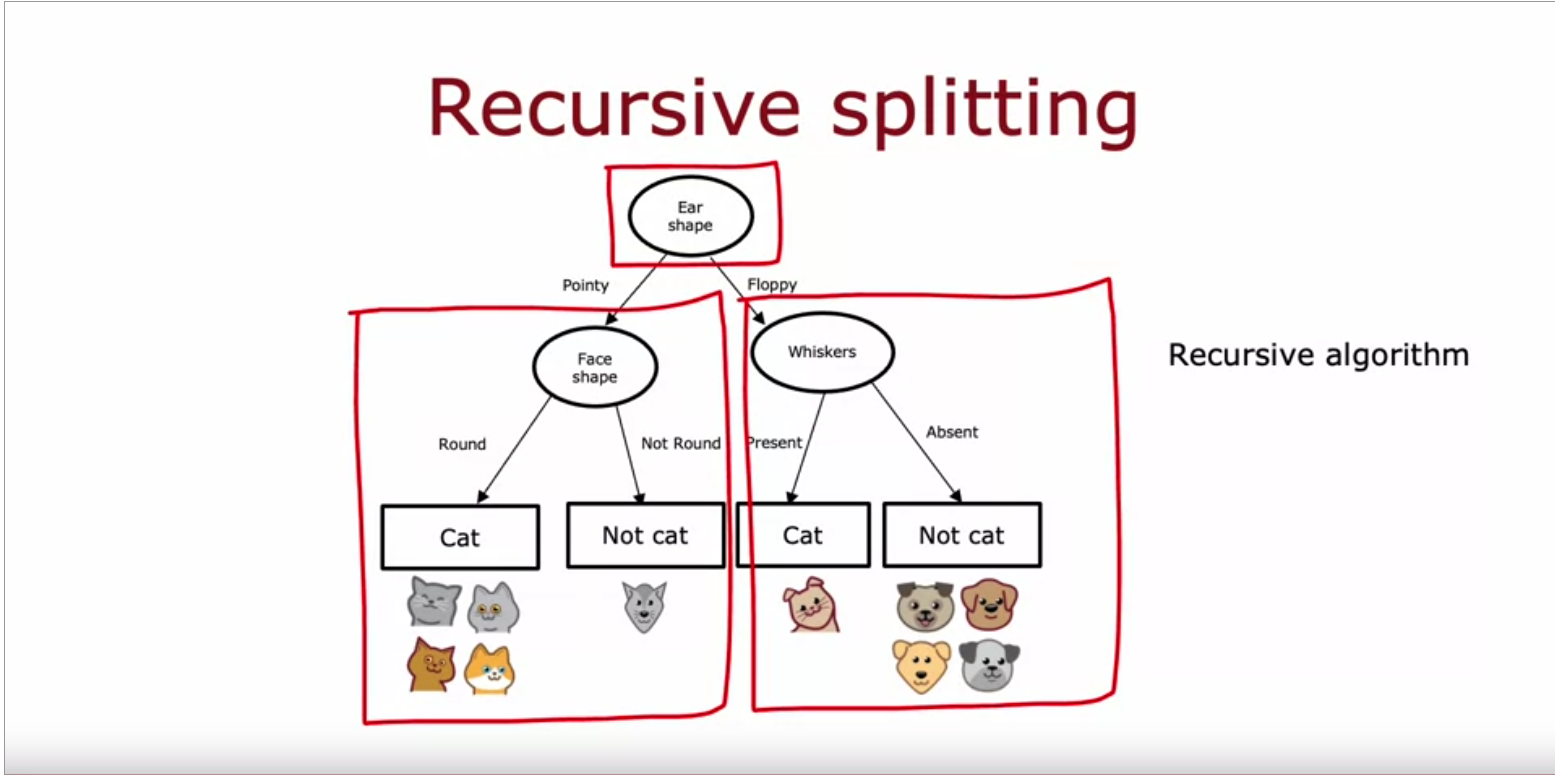 Recursive splitting
Ear
shape
Pointy
Floppy
Face
shape
Whiskers
Recursive algorithm
Round
Not Round
Present
Absent
Cat
Not cat
Cat
Not cat